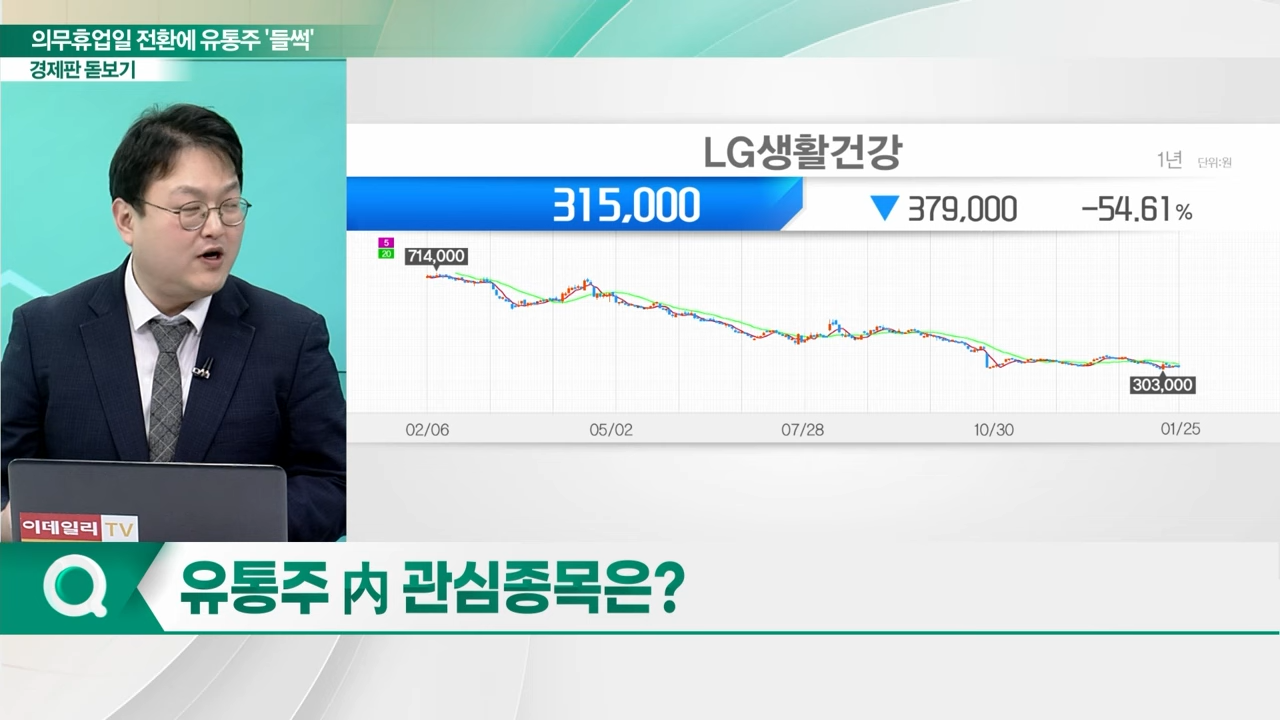 의무휴업일 전환에 유통주 '들썩'
경제판 돋보기
LG생활건강
1년 단위:원
315,000
▼ 379,000 -54.61%
5
20
714,000
303,000
02/06 05/02 07/28 10/30 01/25
이데일리 TV
유통주 內 관심종목은?